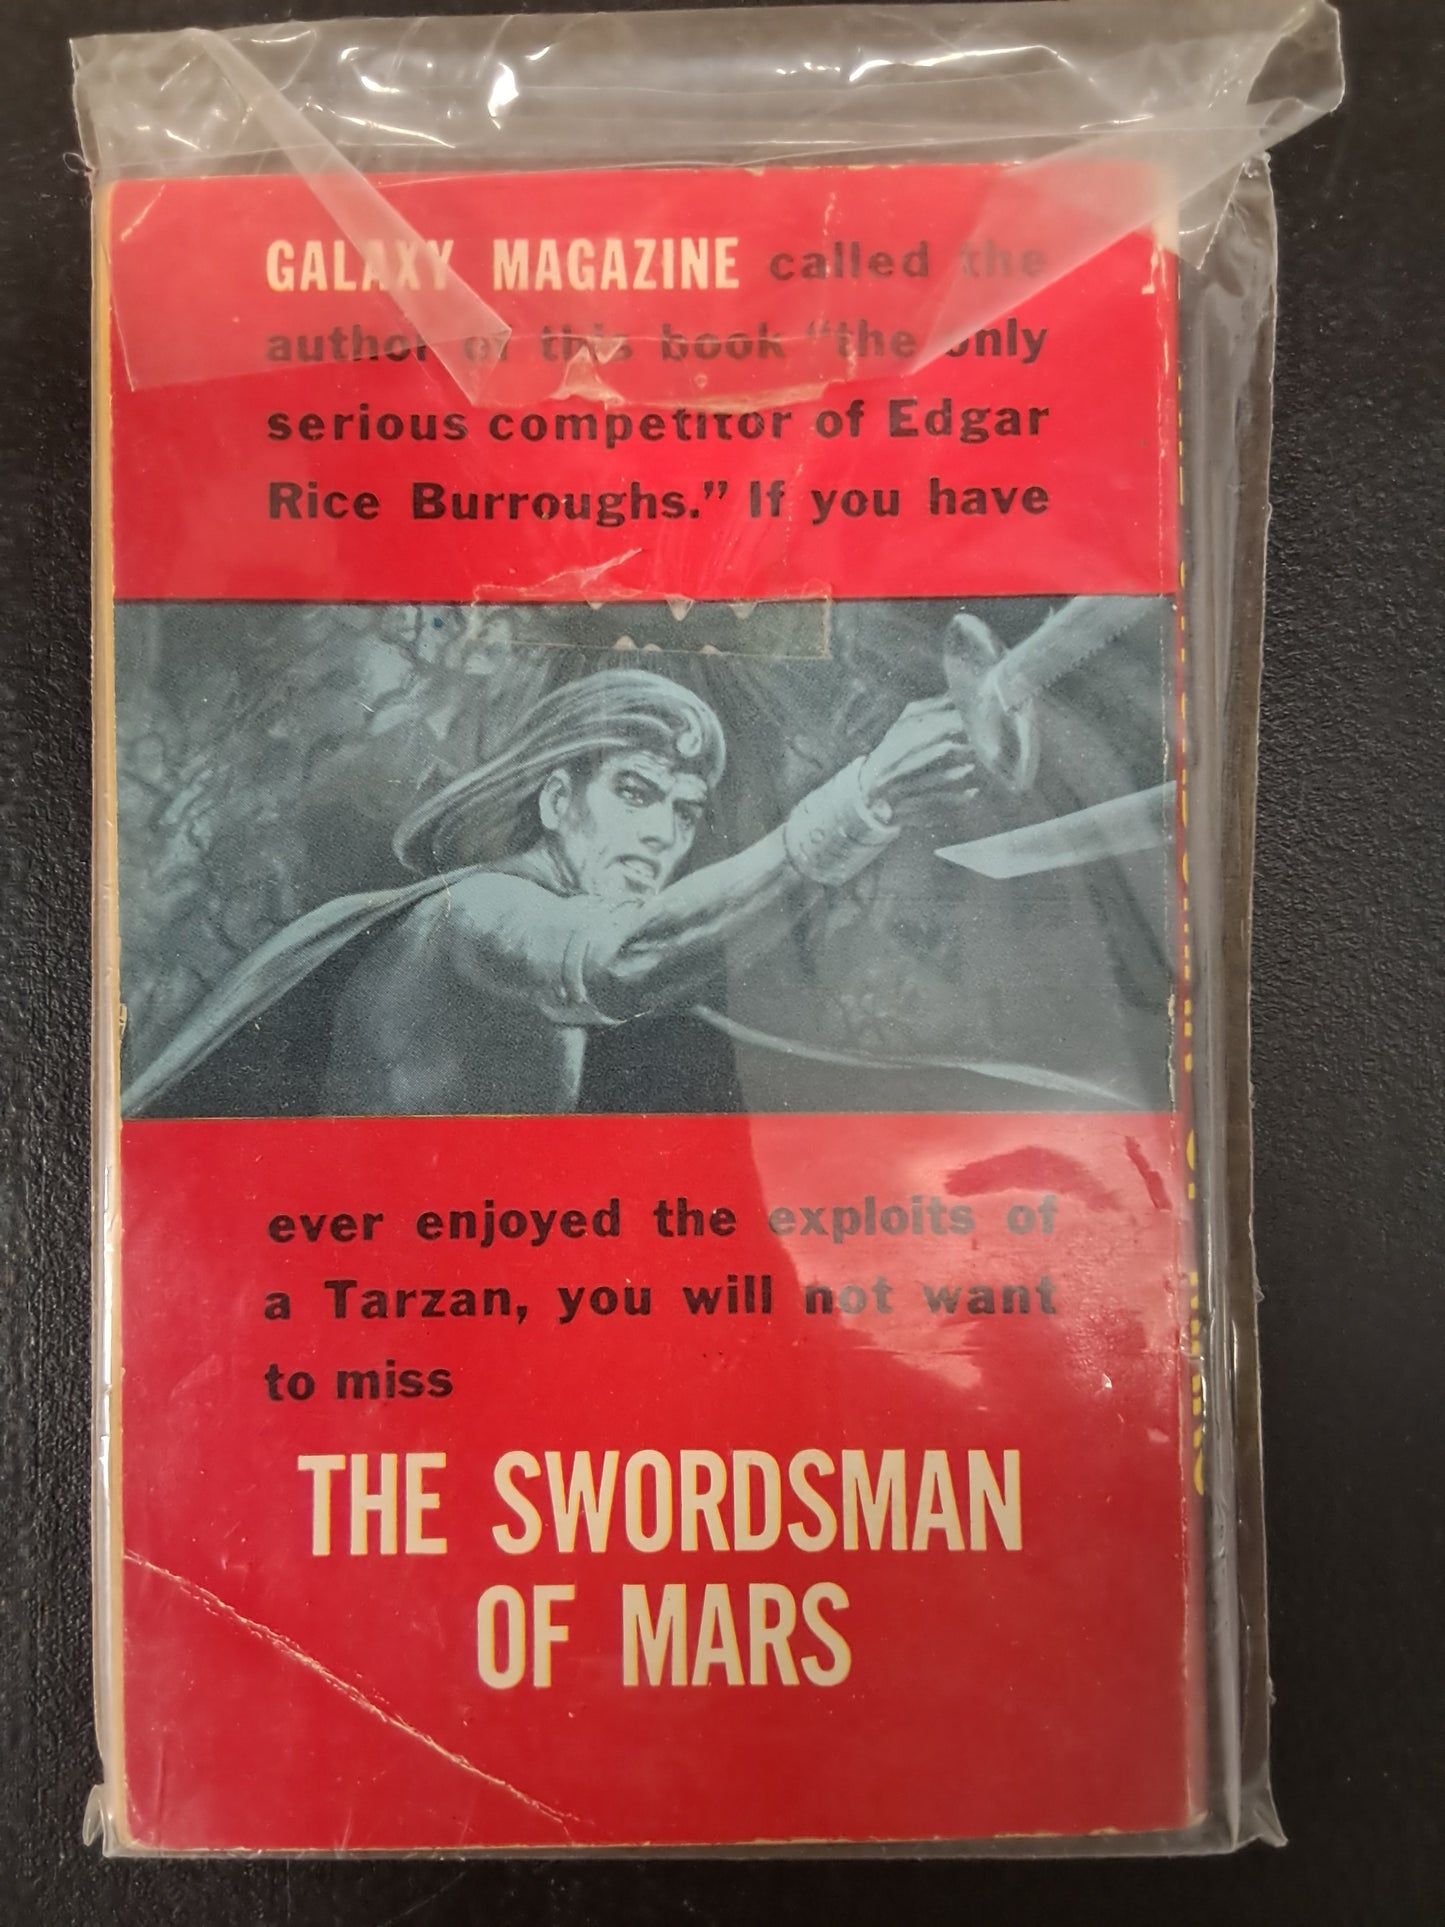 GALAXY MAGAZINE called the
author of this book "the only
serious competitor of Edgar
Rice Burroughs." If you have
ever enjoyed the exploits of
a Tarzan, you will not want
to miss
THE SWORDSMAN
OF MARS